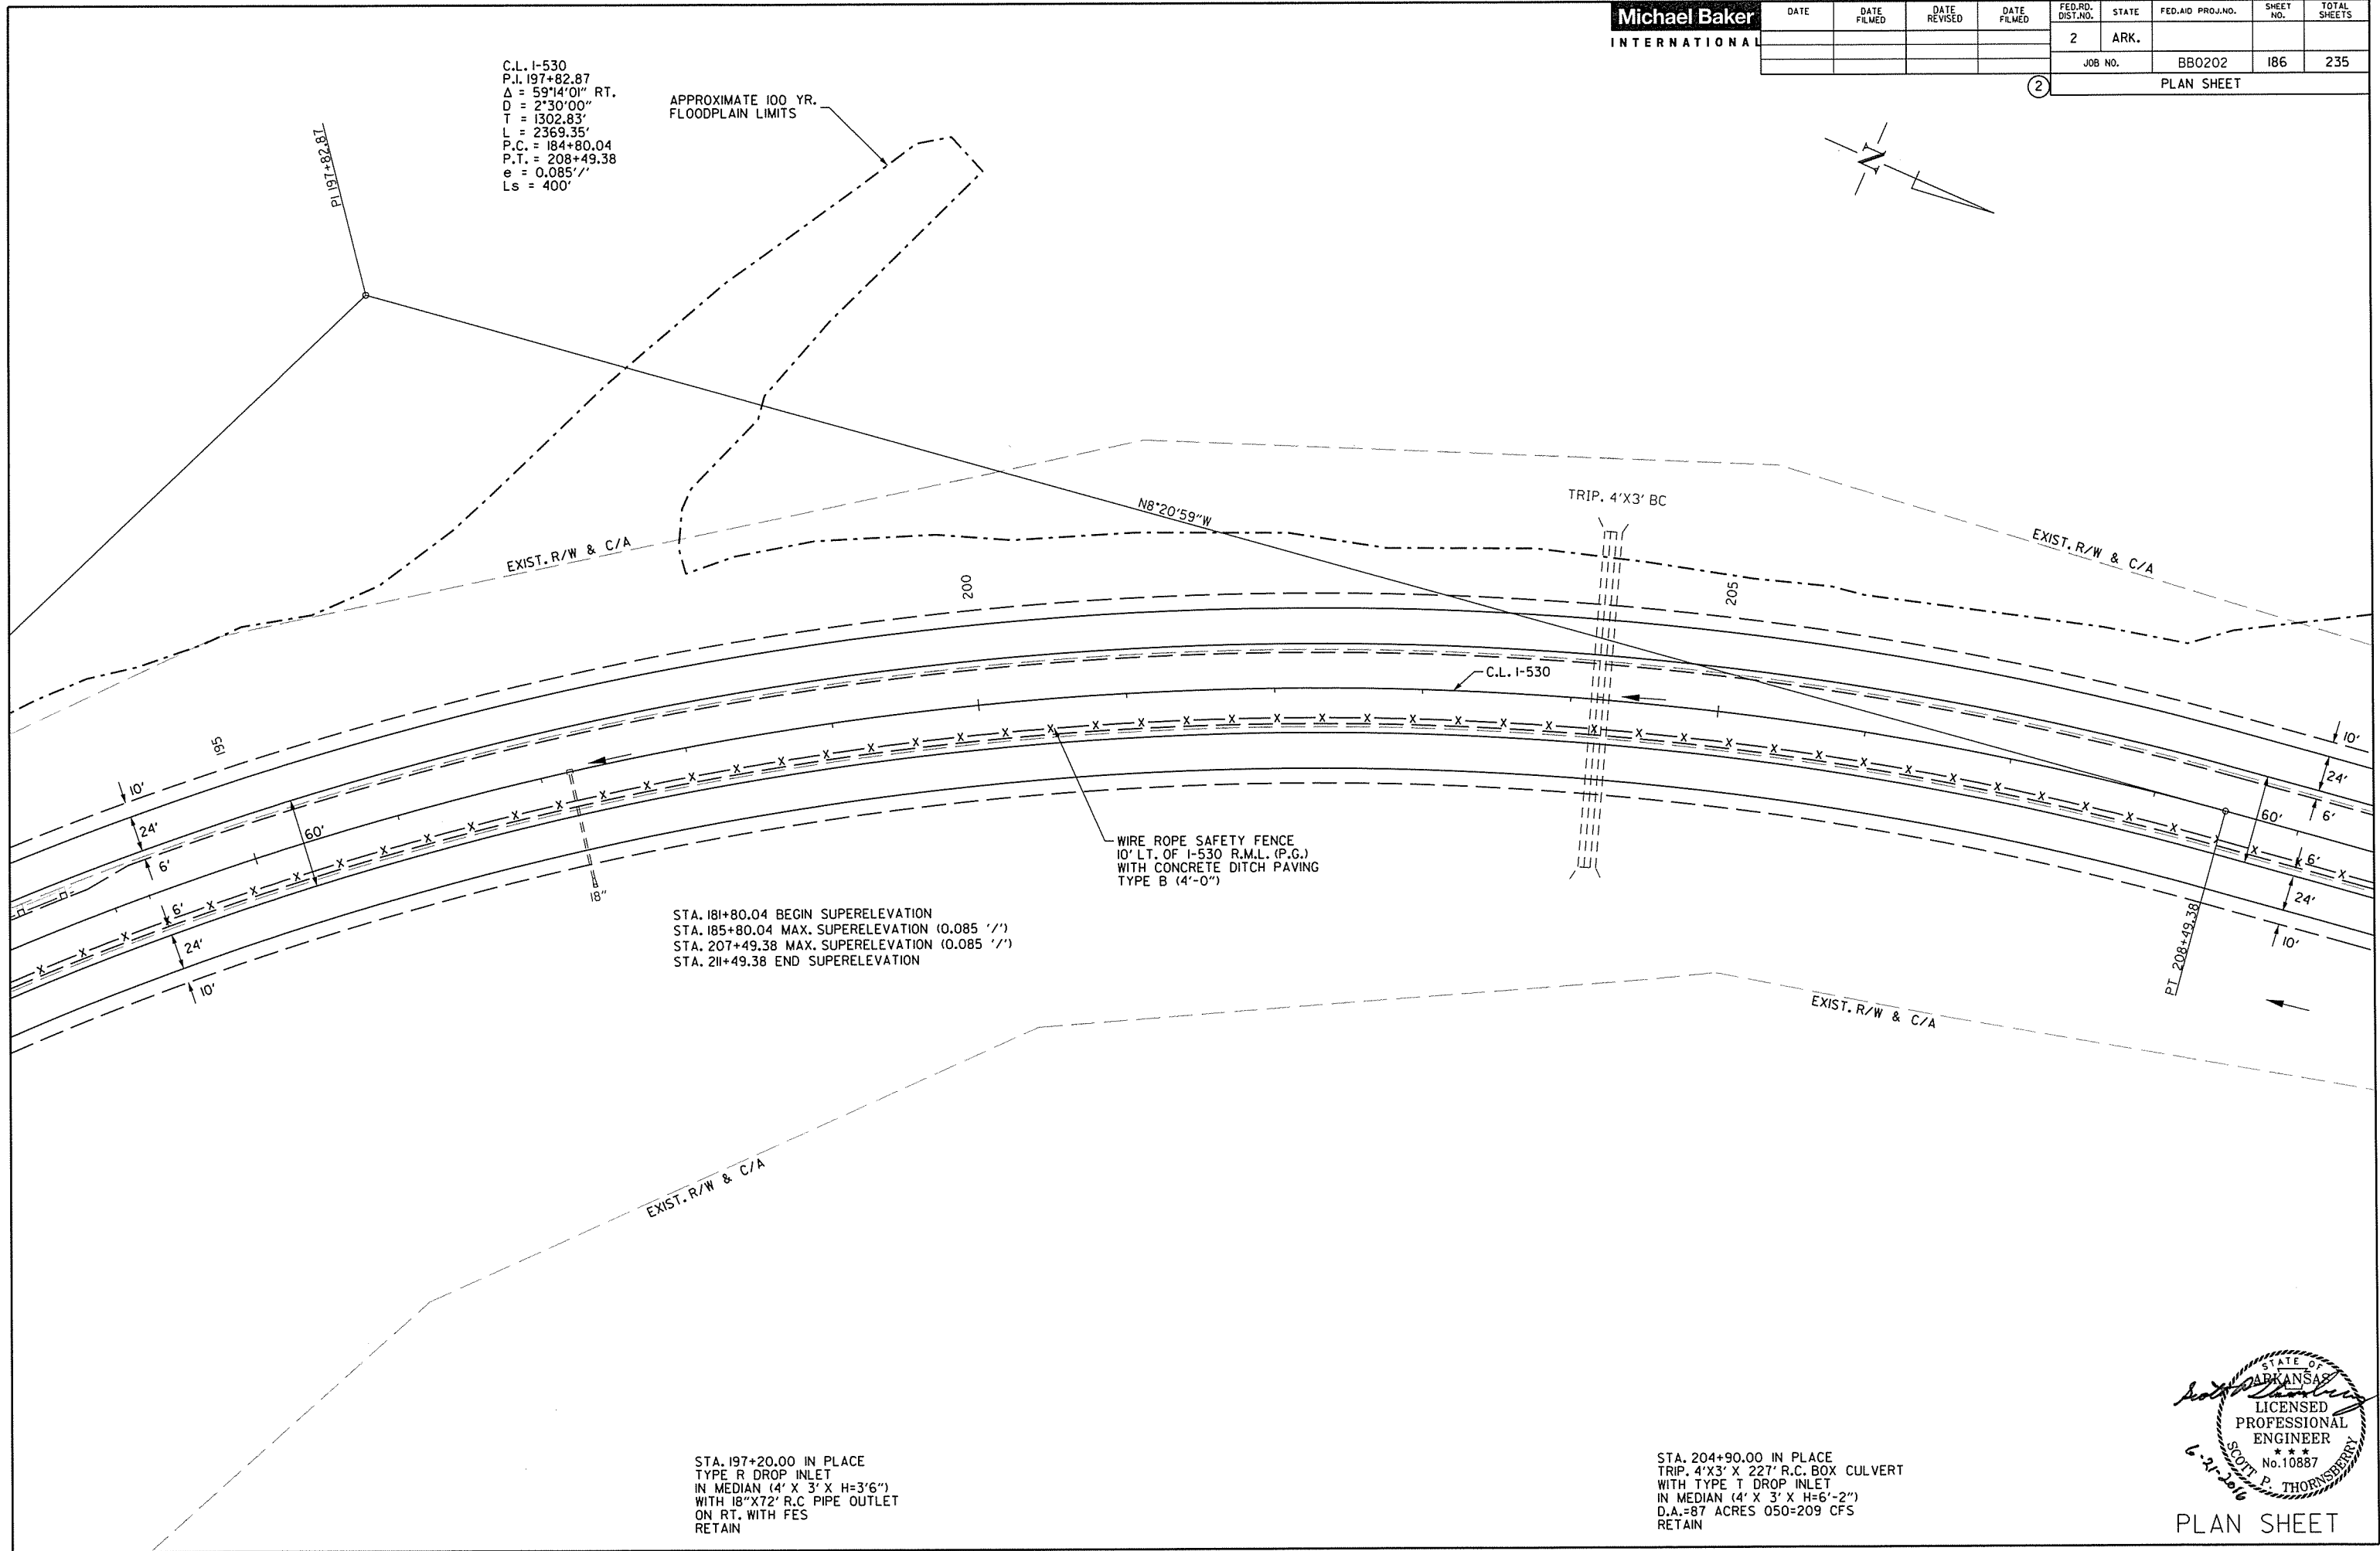 Michael Baker
INTERNATIONAL
DATE
DATE FILMED
DATE REVISED
DATE FILMED
FED.RD. DIST.NO.
STATE
FED.AID PROJ.NO.
SHEET NO.
TOTAL SHEETS
2
ARK.
JOB NO.
BB0202
186
235
2
PLAN SHEET
C.L. I-530
P.I. 197+82.87
Δ = 59°14'01" RT.
D = 2°30'00"
T = 1302.83'
L = 2369.35'
P.C. = 184+80.04
P.T. = 208+49.38
e = 0.085'/'
Ls = 400'
APPROXIMATE 100 YR.
FLOODPLAIN LIMITS
PI 197+82.87
N
N8°20'59"W
TRIP. 4'X3' BC
EXIST. R/W & C/A
EXIST. R/W & C/A
200
205
195
C.L. I-530
10'
24'
6'
60'
6'
24'
10'
18"
10'
24'
6'
60'
6'
24'
10'
WIRE ROPE SAFETY FENCE
10' LT. OF I-530 R.M.L. (P.G.)
WITH CONCRETE DITCH PAVING
TYPE B (4'-0")
STA. 181+80.04 BEGIN SUPERELEVATION
STA. 185+80.04 MAX. SUPERELEVATION (0.085 '/')
STA. 207+49.38 MAX. SUPERELEVATION (0.085 '/')
STA. 211+49.38 END SUPERELEVATION
PT 208+49.38
EXIST. R/W & C/A
EXIST. R/W & C/A
STA. 197+20.00 IN PLACE
TYPE R DROP INLET
IN MEDIAN (4' X 3' X H=3'6")
WITH 18"X72' R.C PIPE OUTLET
ON RT. WITH FES
RETAIN
STA. 204+90.00 IN PLACE
TRIP. 4'X3' X 227' R.C. BOX CULVERT
WITH TYPE T DROP INLET
IN MEDIAN (4' X 3' X H=6'-2")
D.A.=87 ACRES Q50=209 CFS
RETAIN
STATE OF
ARKANSAS
LICENSED
PROFESSIONAL
ENGINEER
★ ★ ★
No.10887
SCOTT P. THORNSBERRY
Scott P Thornsberry
6-21-2016
PLAN SHEET